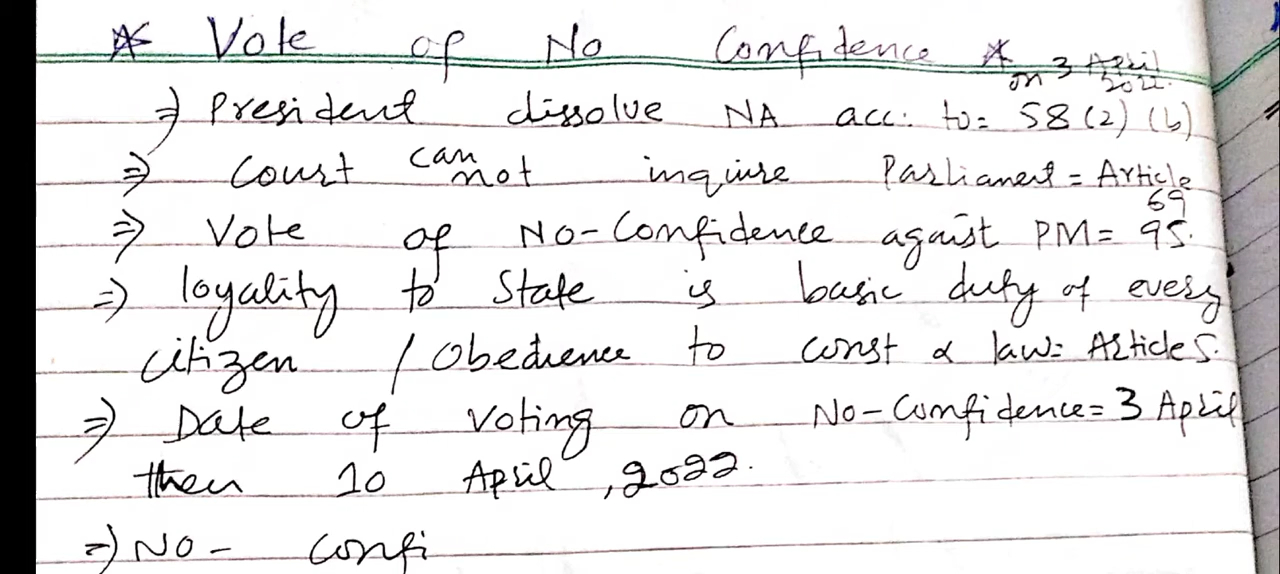 ☆ Vote of No Confidence ☆
on 3 April 2022.
⇒ President dissolve NA acc: to= 58 (2) (b)
⇒ Court can not inquire Parliament = Article 69
⇒ Vote of No-Confidence against PM= 95.
⇒ loyality to State is basic duty of every
citizen / Obedience to const & law= Article 5.
⇒ Date of Voting on No-Confidence= 3 April
then 10 April, 2022.
⇒ No- Confi